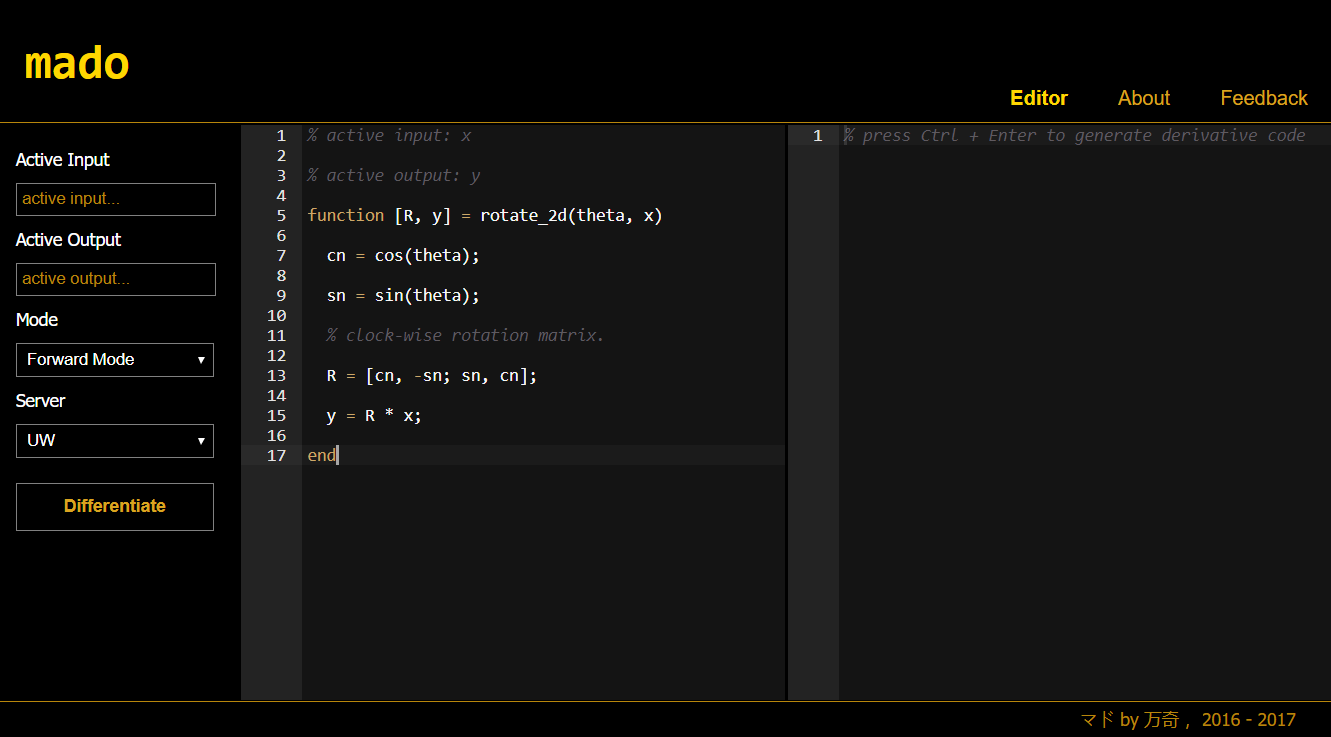 mado
Editor About Feedback
Active Input
active input...
Active Output
active output...
Mode
Forward Mode
Server
UW
Differentiate
1 % active input: x
2
3 % active output: y
4
5 function [R, y] = rotate_2d(theta, x)
6
7 cn = cos(theta);
8
9 sn = sin(theta);
10
11 % clock-wise rotation matrix.
12
13 R = [cn, -sn; sn, cn];
14
15 y = R * x;
16
17 end
1 % press Ctrl + Enter to generate derivative code
マド by 万奇 , 2016 - 2017